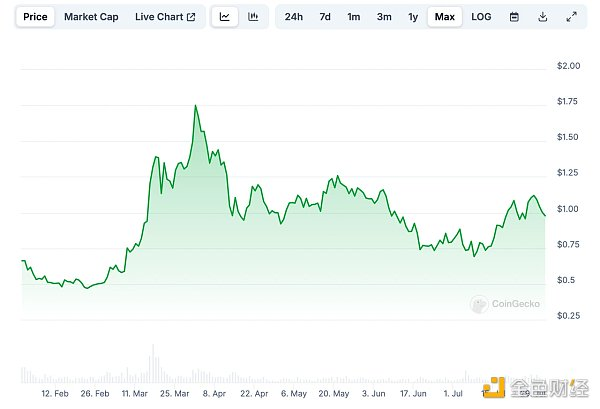 Price Market Cap Live Chart 24h 7d 1m 3m 1y Max LOG
$2.00
$1.75
$1.50
$1.25
$1.00
$0.75
$0.5
$0.25
CoinGecko
12. Feb 26. Feb 11. Mar 25. Mar 8. Apr 22. Apr 6. May 20. May 3. Jun 17. Jun 1. Jul
金色财经